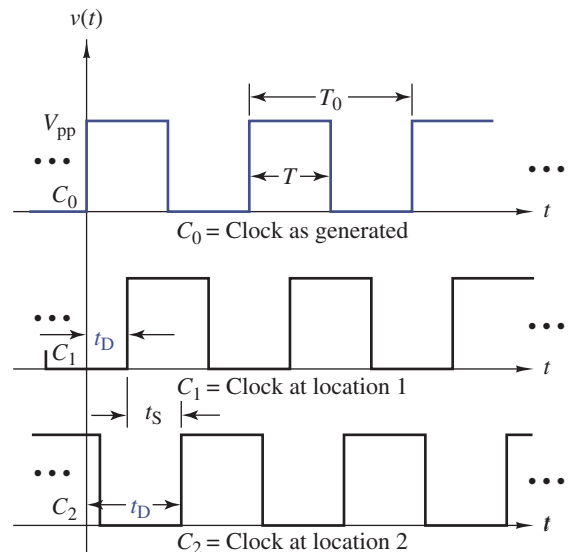 v(t)
T0
Vpp
•••
T
•••
C0
t
C0 = Clock as generated
•••
tD
•••
C1
t
C1 = Clock at location 1
tS
•••
•••
C2
tD
t
C2 = Clock at location 2